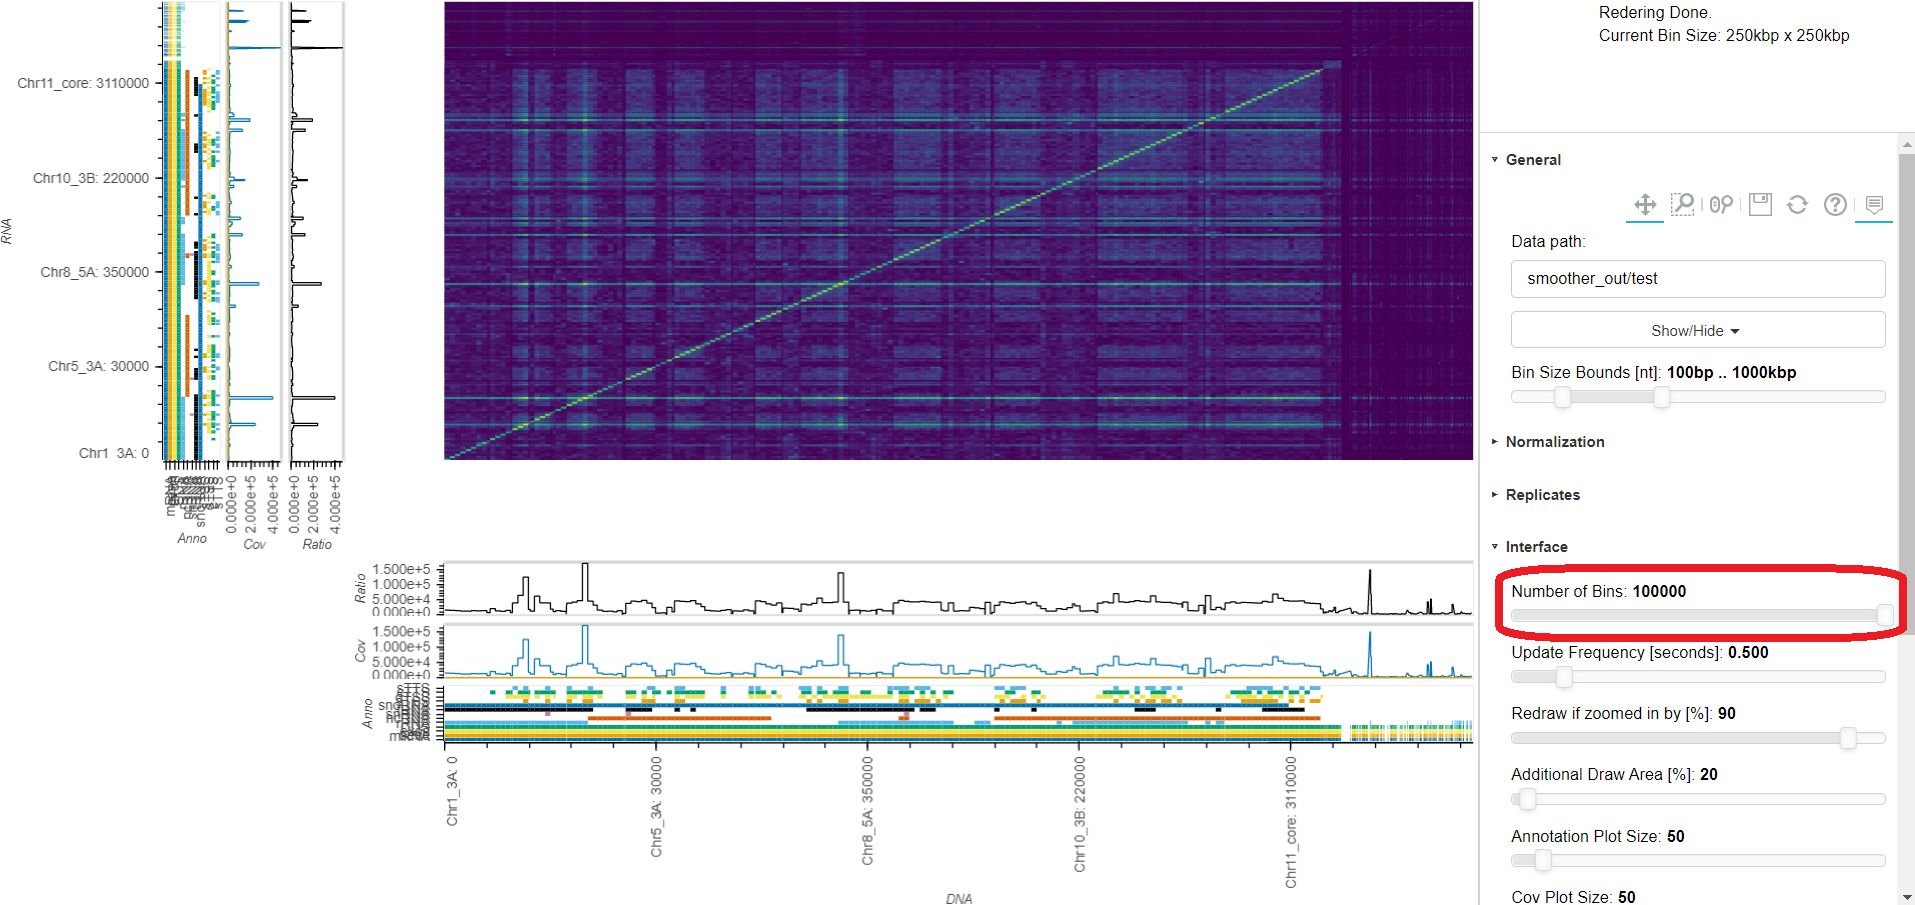 Redering Done.
Current Bin Size: 250kbp x 250kbp
General
Data path:
smoother_out/test
Show/Hide
Bin Size Bounds [nt]: 100bp .. 1000kbp
Normalization
Replicates
Interface
Number of Bins: 100000
Update Frequency [seconds]: 0.500
Redraw if zoomed in by [%]: 90
Additional Draw Area [%]: 20
Annotation Plot Size: 50
Cov Plot Size: 50
RNA
Chr11_core: 3110000
Chr10_3B: 220000
Chr8_5A: 350000
Chr5_3A: 30000
Chr1_3A: 0
Anno
0.000e+0
2.000e+5
4.000e+5
Cov
0.000e+0
2.000e+5
4.000e+5
Ratio
Ratio
1.500e+5
1.000e+5
5.000e+4
0.000e+0
Cov
1.500e+5
1.000e+5
5.000e+4
0.000e+0
Anno
sTTS
Chr1_3A: 0
Chr5_3A: 30000
Chr8_5A: 350000
Chr10_3B: 220000
Chr11_core: 3110000
DNA